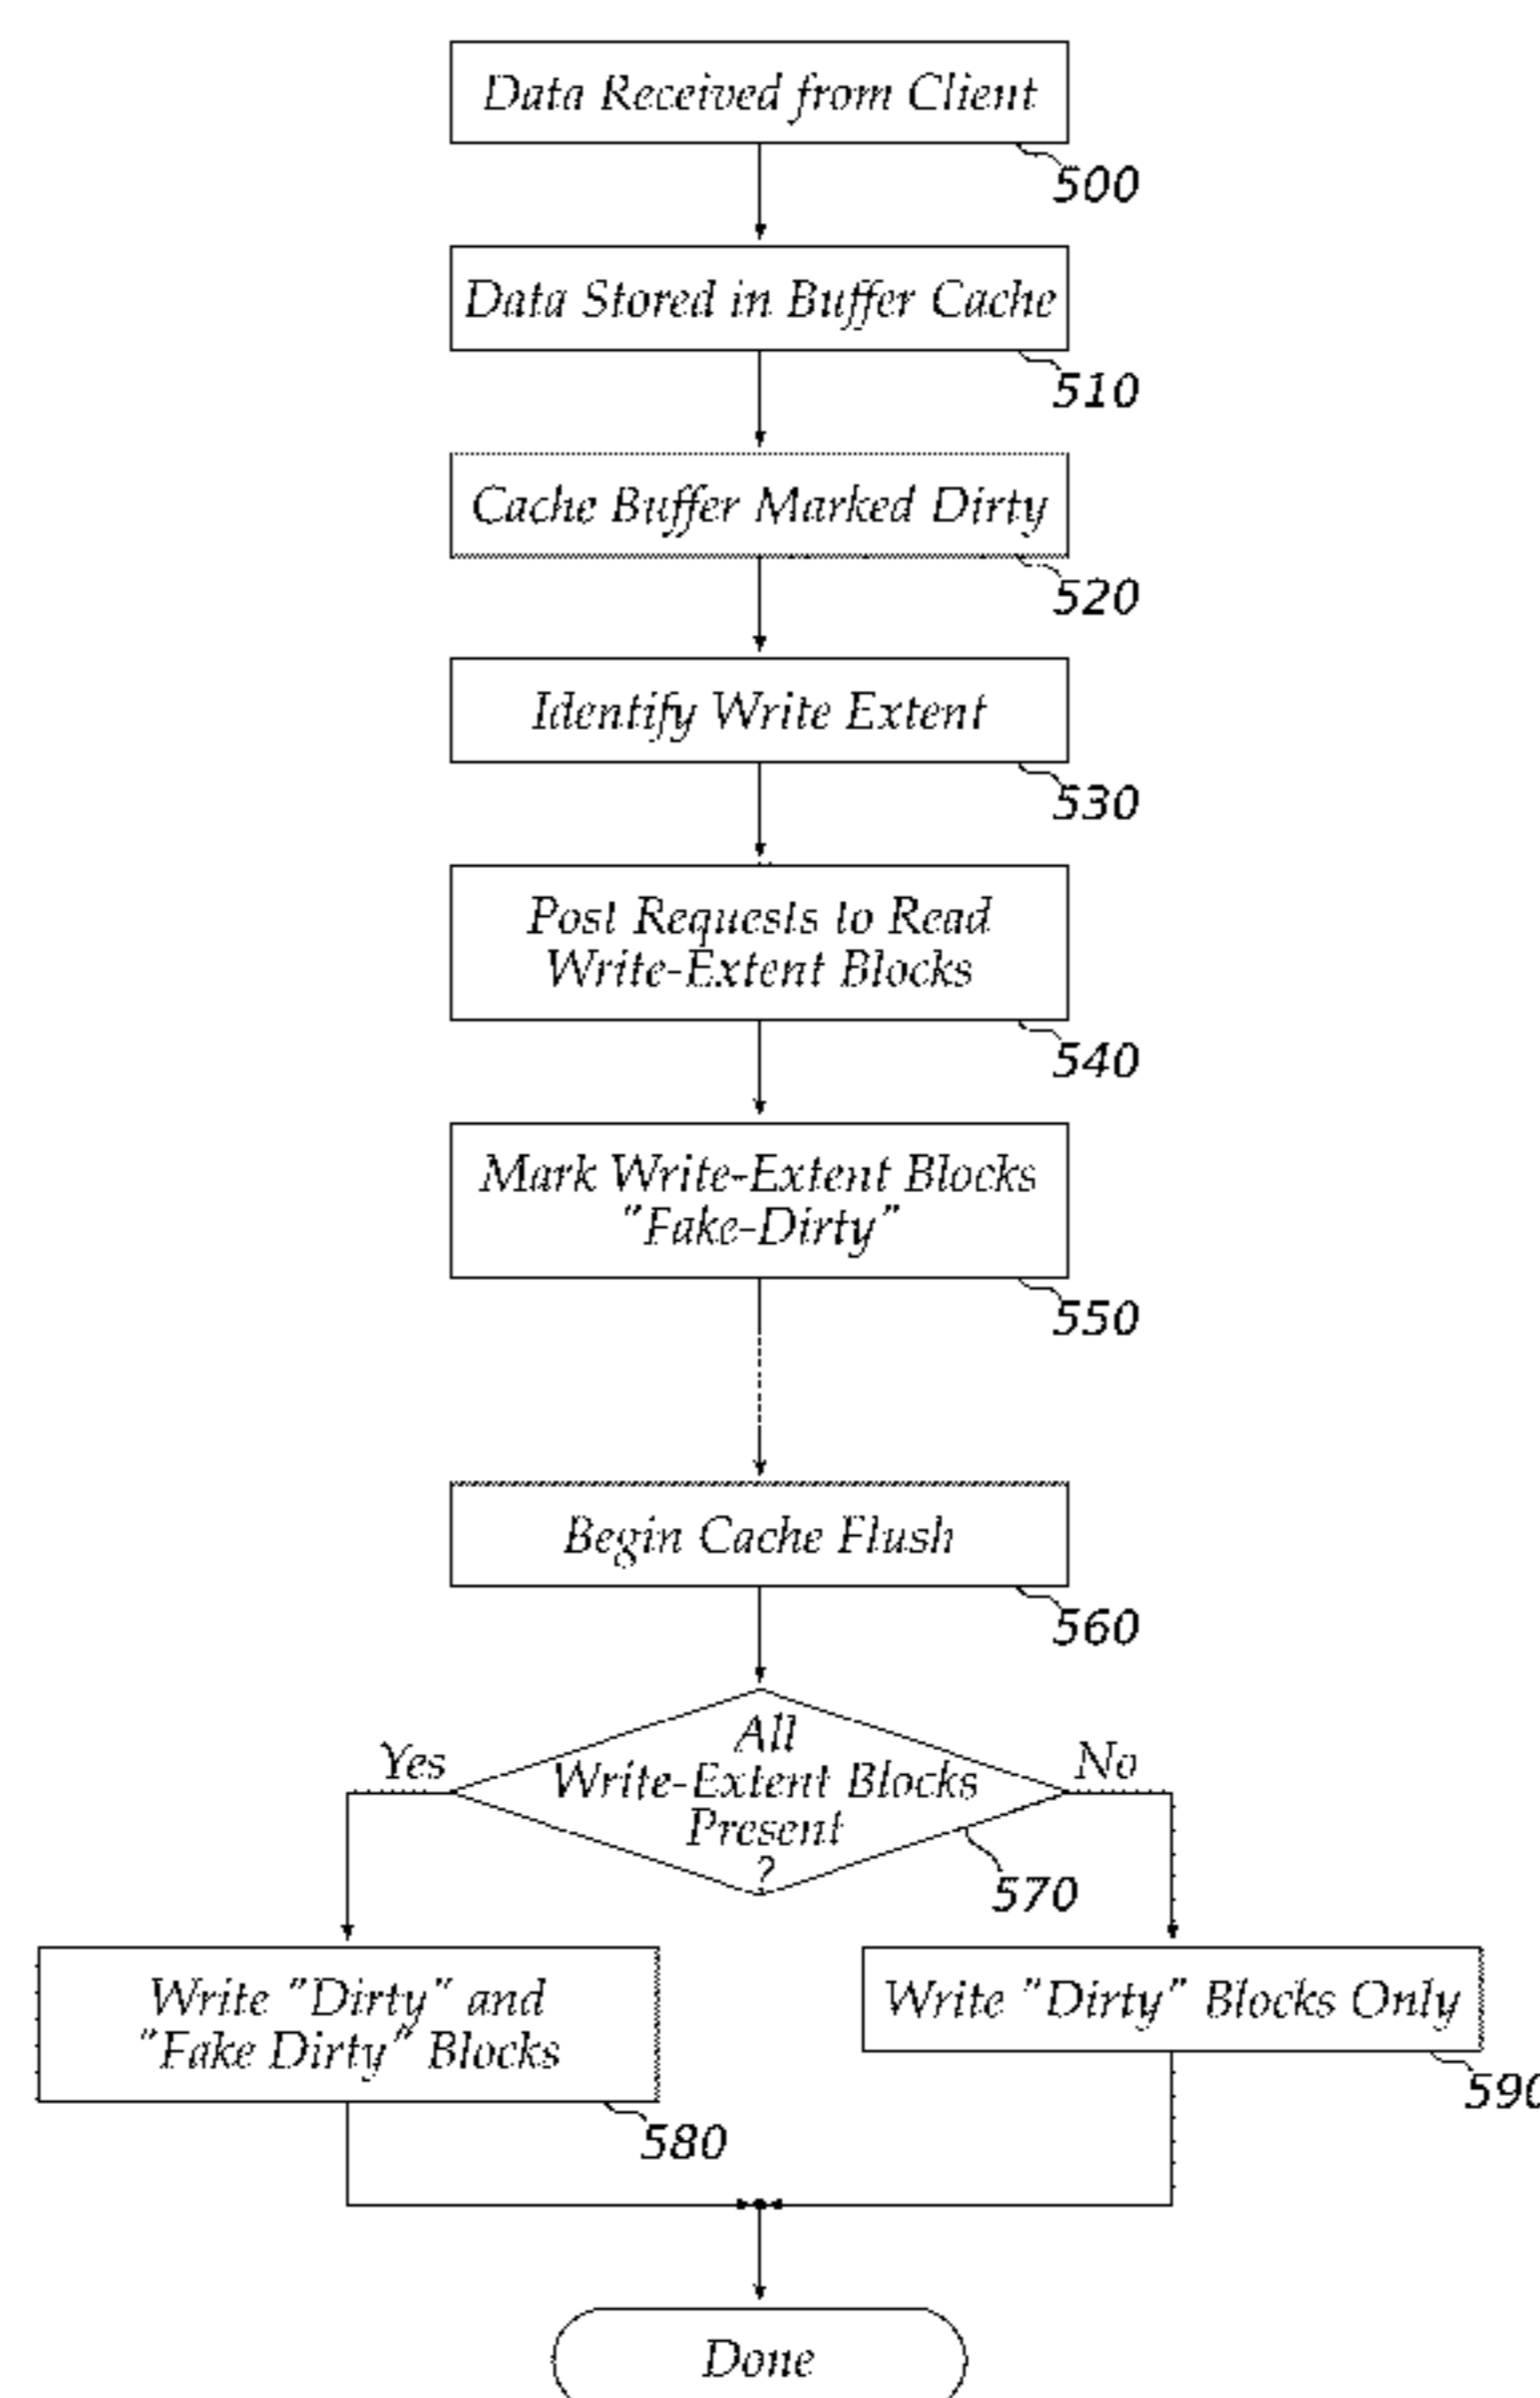 Data Received from Client
500
Data Stored in Buffer Cache
510
Cache Buffer Marked Dirty
520
Identify Write Extent
530
Post Requests to Read
Write-Extent Blocks
540
Mark Write-Extent Blocks
"Fake-Dirty"
550
Begin Cache Flush
560
All
Write-Extent Blocks
Present
?
Yes
No
570
Write "Dirty" and
"Fake Dirty" Blocks
580
Write "Dirty" Blocks Only
590
Done